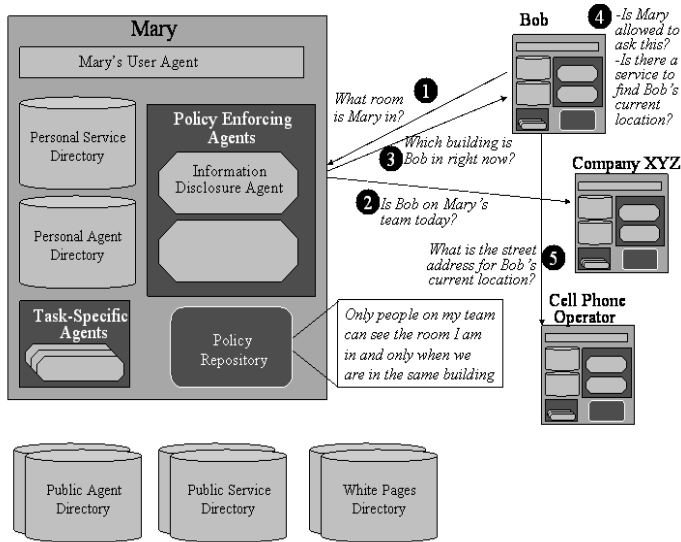 Mary
Mary's User Agent
Personal Service
Directory
Personal Agent
Directory
Policy Enforcing
Agents
Information
Disclosure Agent
Task-Specific
Agents
Policy
Repository
Only people on my team
can see the room I am
in and only when we
are in the same building
1
What room
is Mary in?
3
Which building is
Bob in right now?
2
Is Bob on Mary's
team today?
Bob
4
-Is Mary
allowed to
ask this?
-Is there a
service to
find Bob's
current
location?
Company XYZ
What is the street
address for Bob's
current location?
5
Cell Phone
Operator
Public Agent
Directory
Public Service
Directory
White Pages
Directory